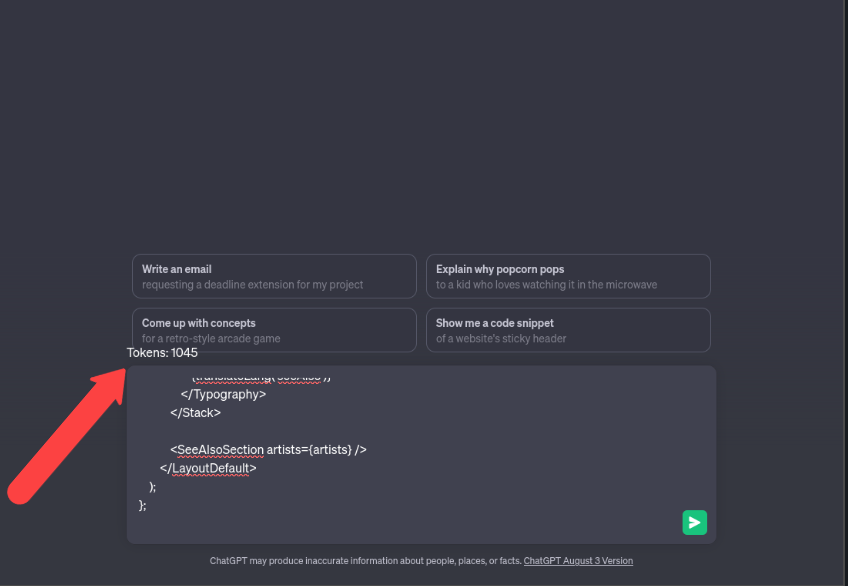 Write an email
requesting a deadline extension for my project
Explain why popcorn pops
to a kid who loves watching it in the microwave
Come up with concepts
for a retro-style arcade game
Show me a code snippet
of a website's sticky header
Tokens: 1045
</Typography>
</Stack>
<SeeAlsoSection artists={artists} />
</LayoutDefault>
);
};
ChatGPT may produce inaccurate information about people, places, or facts. ChatGPT August 3 Version